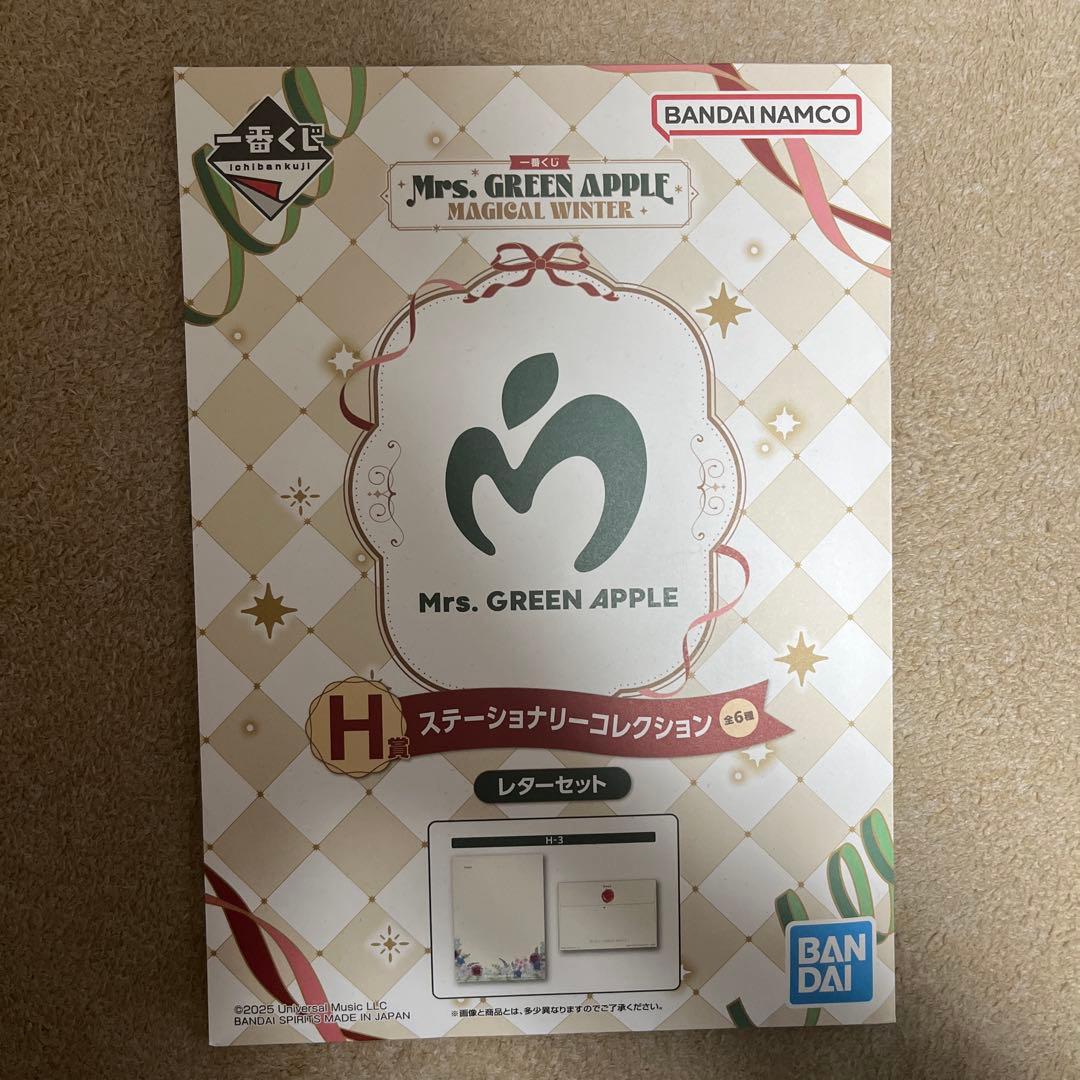 一番くじ
ichibankuji
BANDAI NAMCO
一番くじ
Mrs. GREEN APPLE
MAGICAL WINTER
Mrs. GREEN APPLE
H賞
ステーショナリーコレクション 全6種
レターセット
H-3
BAN
DAI
©2025 Universal Music LLC
BANDAI SPIRITS MADE IN JAPAN
※画像と商品とは、多少異なりますのでご了承ください。